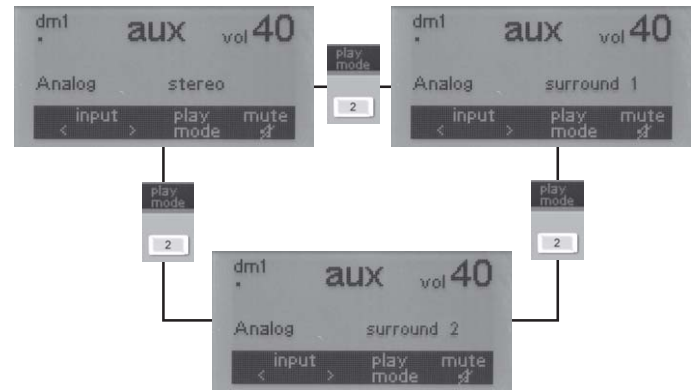 dm1 aux vol 40
Analog stereo
input play mute
< > mode
play
mode
2
dm1 aux vol 40
Analog surround 1
input play mute
< > mode
play
mode
2
play
mode
2
dm1 aux vol 40
Analog surround 2
input play mute
< > mode